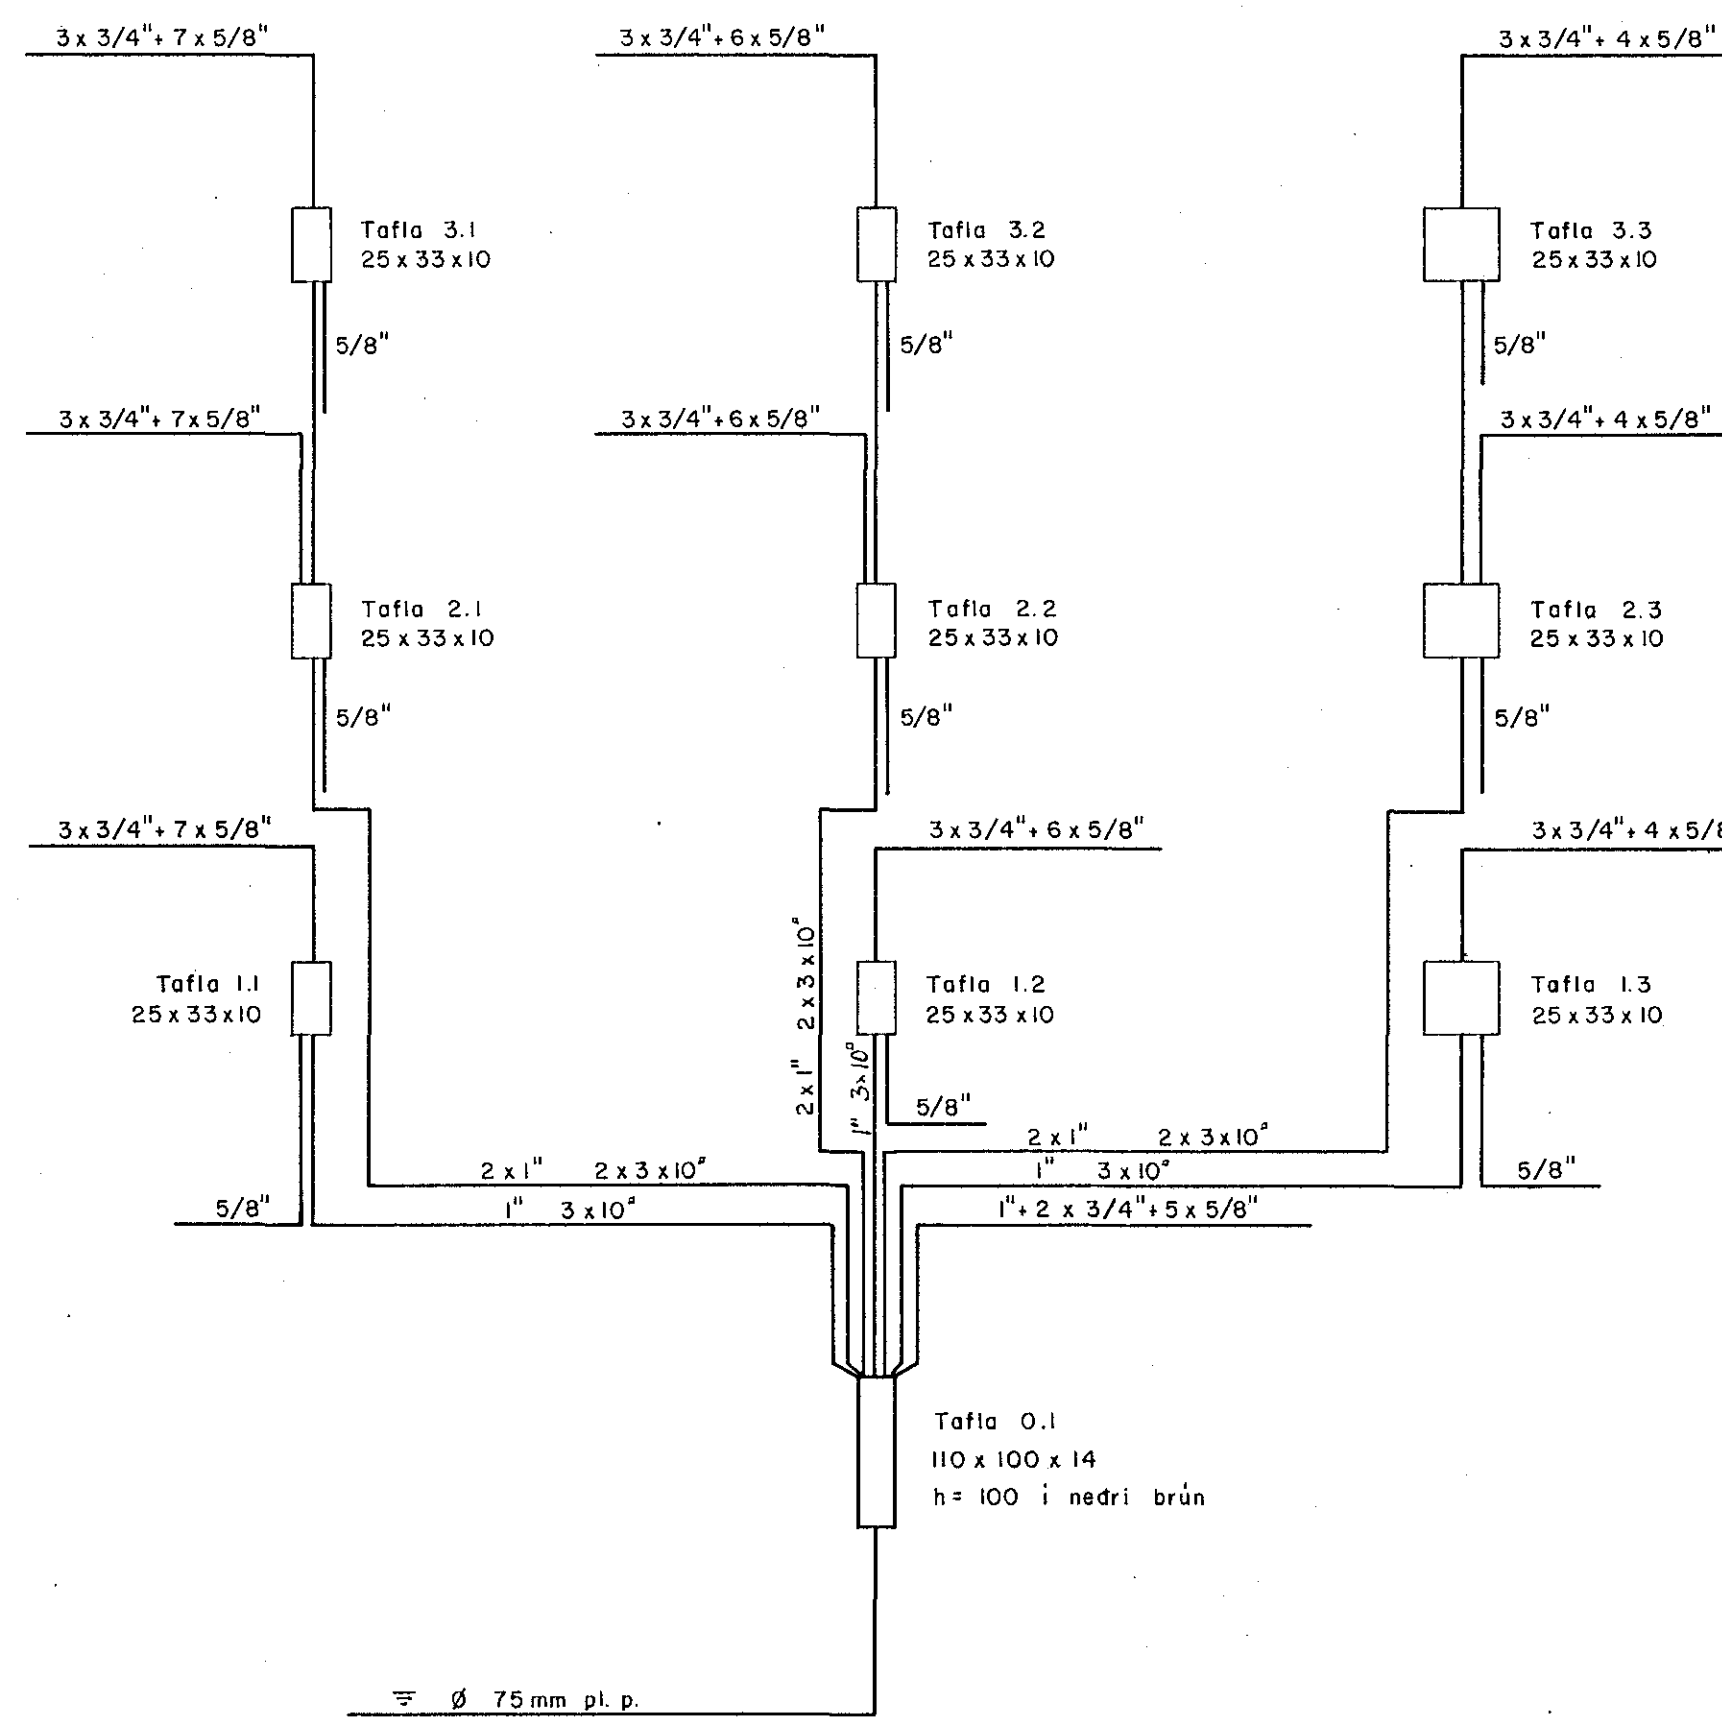 3 x 3/4"+ 7 x 5/8"
3 x 3/4"+ 6 x 5/8"
3 x 3/4"+ 4 x 5/8"
Tafla 3.1
25 x 33 x 10
Tafla 3.2
25 x 33 x 10
Tafla 3.3
25 x 33 x 10
5/8"
5/8"
5/8"
3 x 3/4"+ 7 x 5/8"
3 x 3/4"+ 6 x 5/8"
3 x 3/4"+ 4 x 5/8"
Tafla 2.1
25 x 33 x 10
Tafla 2.2
25 x 33 x 10
Tafla 2.3
25 x 33 x 10
5/8"
5/8"
5/8"
3 x 3/4"+ 7 x 5/8"
3 x 3/4"+ 6 x 5/8"
3 x 3/4"+ 4 x 5/8
Tafla 1.1
25 x 33 x 10
2 x 1" 2 x 3 x 10°
1" 3 x 10°
Tafla 1.2
25 x 33 x 10
Tafla 1.3
25 x 33 x 10
5/8"
2 x 1" 2 x 3 x 10°
2 x 1" 2 x 3 x 10°
1" 3 x 10°
5/8"
5/8"
1" 3 x 10°
1"+ 2 x 3/4"+ 5 x 5/8"
Tafla 0.1
110 x 100 x 14
h= 100 í neðri brún
Ø 75 mm pl. p.